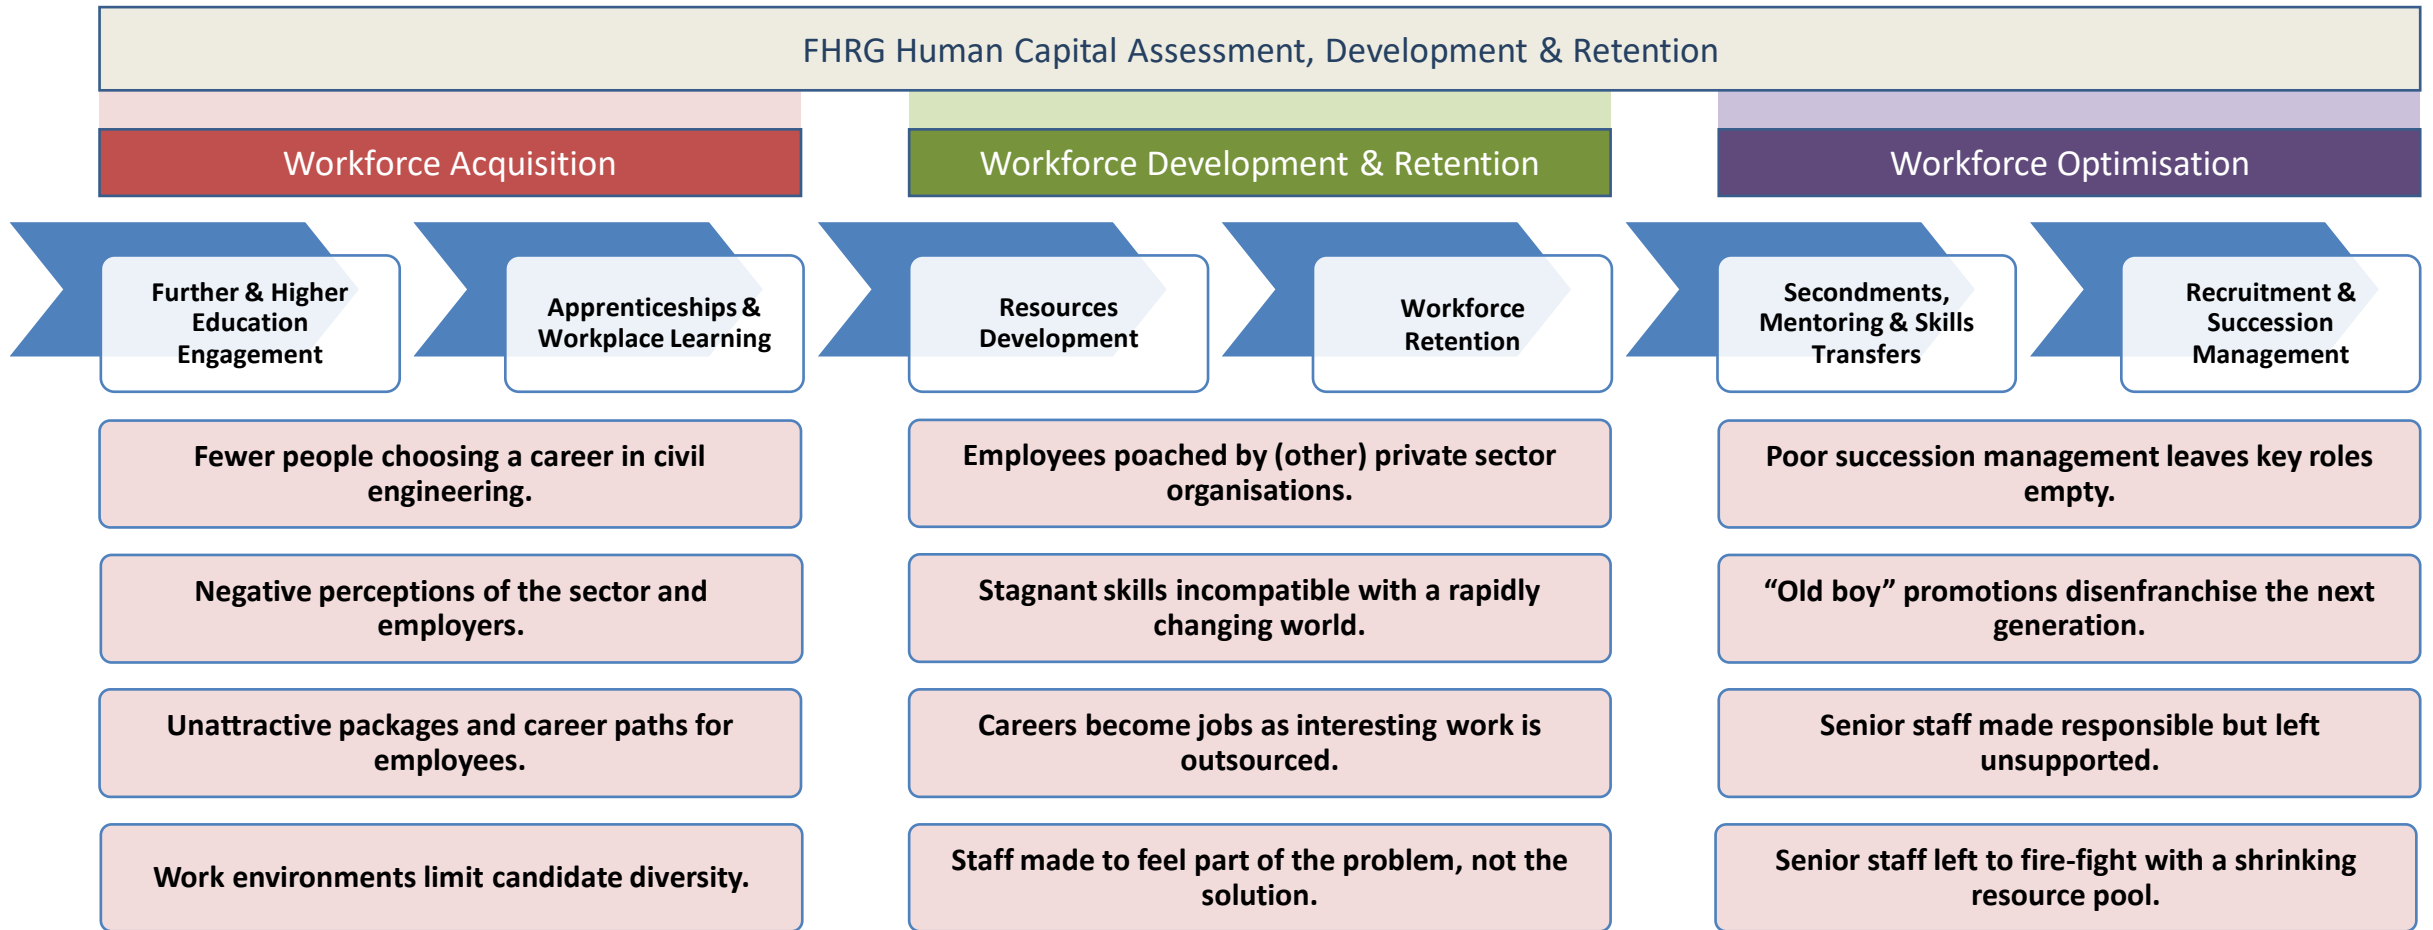 FHRG Human Capital Assessment, Development & Retention
Workforce Acquisition
Workforce Development & Retention
Workforce Optimisation
Further & Higher
Education
Engagement
Apprenticeships &
Workplace Learning
Resources
Development
Workforce
Retention
Secondments,
Mentoring & Skills
Transfers
Recruitment &
Succession
Management
Fewer people choosing a career in civil
engineering.
Employees poached by (other) private sector
organisations.
Poor succession management leaves key roles
empty.
Negative perceptions of the sector and
employers.
Stagnant skills incompatible with a rapidly
changing world.
“Old boy” promotions disenfranchise the next
generation.
Unattractive packages and career paths for
employees.
Careers become jobs as interesting work is
outsourced.
Senior staff made responsible but left
unsupported.
Work environments limit candidate diversity.
Staff made to feel part of the problem, not the
solution.
Senior staff left to fire-fight with a shrinking
resource pool.